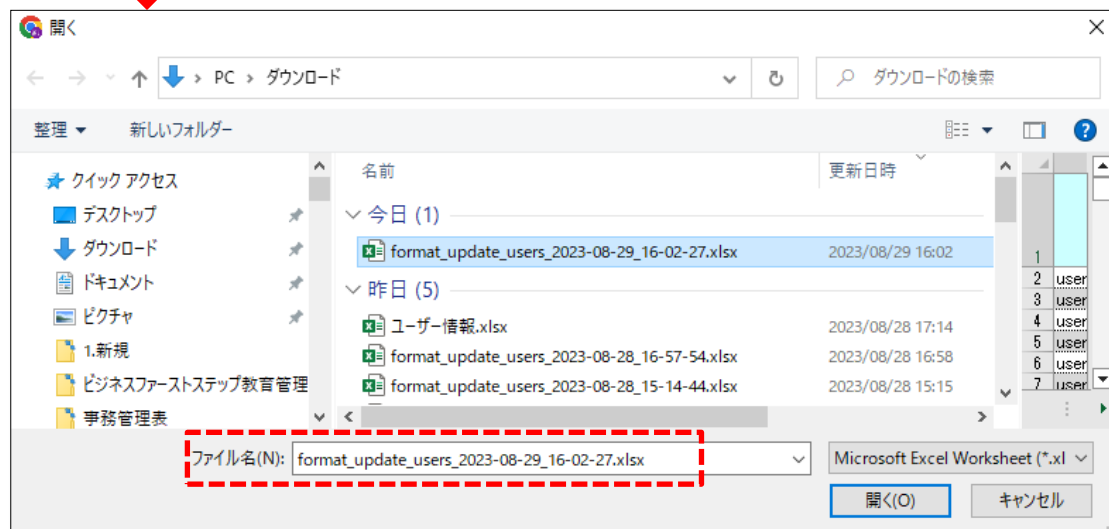 開く
PC › ダウンロード
ダウンロードの検索
整理
新しいフォルダー
クイック アクセス
デスクトップ
ダウンロード
ドキュメント
ピクチャ
1.新規
ビジネスファーストステップ教育管理
事務管理表
名前
更新日時
今日 (1)
format_update_users_2023-08-29_16-02-27.xlsx
2023/08/29 16:02
昨日 (5)
ユーザー情報.xlsx
2023/08/28 17:14
format_update_users_2023-08-28_16-57-54.xlsx
2023/08/28 16:58
format_update_users_2023-08-28_15-14-44.xlsx
2023/08/28 15:15
1
2 user
3 user
4 user
5 user
6 user
7 user
ファイル名(N):
format_update_users_2023-08-29_16-02-27.xlsx
Microsoft Excel Worksheet (*.xl
開く(O)
キャンセル